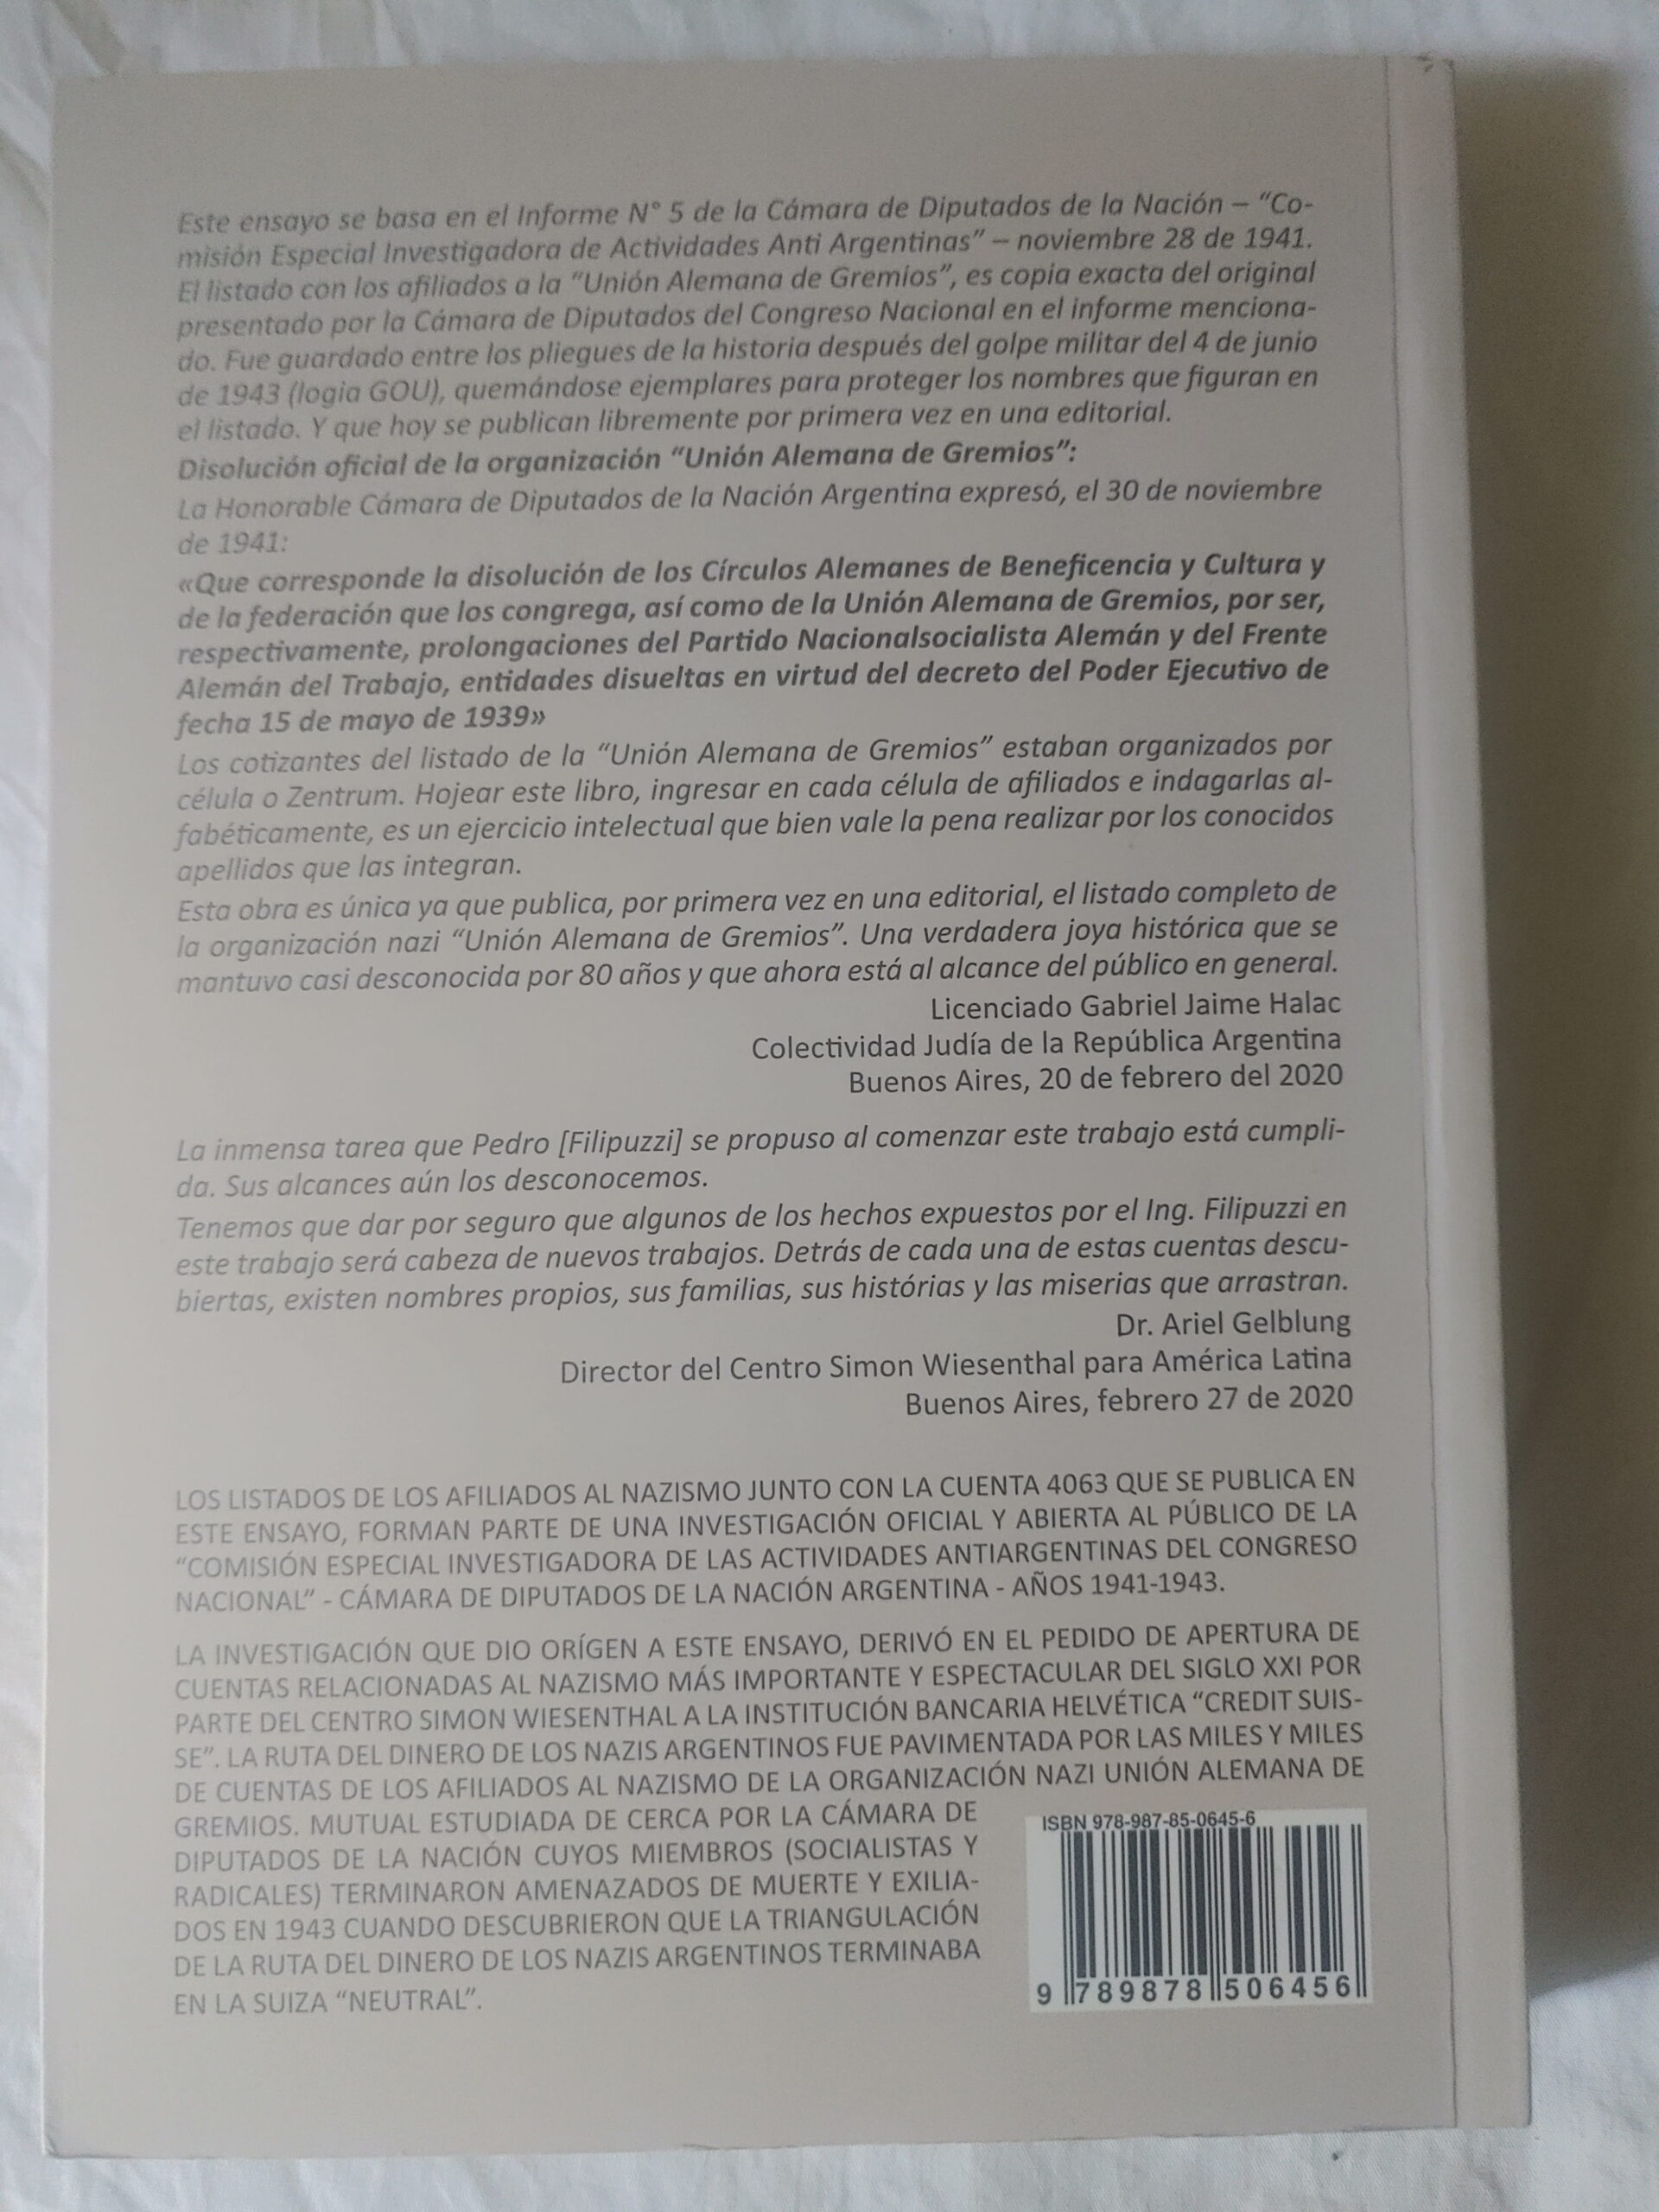 Este ensayo se basa en el Informe N° 5 de la Cámara de Diputados de la Nación – “Co-
misión Especial Investigadora de Actividades Anti Argentinas” – noviembre 28 de 1941.
El listado con los afiliados a la “Unión Alemana de Gremios”, es copia exacta del original
presentado por la Cámara de Diputados del Congreso Nacional en el informe menciona-
do. Fue guardado entre los pliegues de la historia después del golpe militar del 4 de junio
de 1943 (logia GOU), quemándose ejemplares para proteger los nombres que figuran en
el listado. Y que hoy se publican libremente por primera vez en una editorial.
Disolución oficial de la organización “Unión Alemana de Gremios”:
La Honorable Cámara de Diputados de la Nación Argentina expresó, el 30 de noviembre
de 1941:
«Que corresponde la disolución de los Círculos Alemanes de Beneficencia y Cultura y
de la federación que los congrega, así como de la Unión Alemana de Gremios, por ser,
respectivamente, prolongaciones del Partido Nacionalsocialista Alemán y del Frente
Alemán del Trabajo, entidades disueltas en virtud del decreto del Poder Ejecutivo de
fecha 15 de mayo de 1939»
Los cotizantes del listado de la “Unión Alemana de Gremios” estaban organizados por
célula o Zentrum. Hojear este libro, ingresar en cada célula de afiliados e indagarlas al-
fabéticamente, es un ejercicio intelectual que bien vale la pena realizar por los conocidos
apellidos que las integran.
Esta obra es única ya que publica, por primera vez en una editorial, el listado completo de
la organización nazi “Unión Alemana de Gremios”. Una verdadera joya histórica que se
mantuvo casi desconocida por 80 años y que ahora está al alcance del público en general.
Licenciado Gabriel Jaime Halac
Colectividad Judía de la República Argentina
Buenos Aires, 20 de febrero del 2020
La inmensa tarea que Pedro [Filipuzzi] se propuso al comenzar este trabajo está cumpli-
da. Sus alcances aún los desconocemos.
Tenemos que dar por seguro que algunos de los hechos expuestos por el Ing. Filipuzzi en
este trabajo será cabeza de nuevos trabajos. Detrás de cada una de estas cuentas descu-
biertas, existen nombres propios, sus familias, sus histórias y las miserias que arrastran.
Dr. Ariel Gelblung
Director del Centro Simon Wiesenthal para América Latina
Buenos Aires, febrero 27 de 2020
LOS LISTADOS DE LOS AFILIADOS AL NAZISMO JUNTO CON LA CUENTA 4063 QUE SE PUBLICA EN
ESTE ENSAYO, FORMAN PARTE DE UNA INVESTIGACIÓN OFICIAL Y ABIERTA AL PÚBLICO DE LA
“COMISIÓN ESPECIAL INVESTIGADORA DE LAS ACTIVIDADES ANTIARGENTINAS DEL CONGRESO
NACIONAL” - CÁMARA DE DIPUTADOS DE LA NACIÓN ARGENTINA - AÑOS 1941-1943.
LA INVESTIGACIÓN QUE DIO ORÍGEN A ESTE ENSAYO, DERIVÓ EN EL PEDIDO DE APERTURA DE
CUENTAS RELACIONADAS AL NAZISMO MÁS IMPORTANTE Y ESPECTACULAR DEL SIGLO XXI POR
PARTE DEL CENTRO SIMON WIESENTHAL A LA INSTITUCIÓN BANCARIA HELVÉTICA “CREDIT SUIS-
SE”. LA RUTA DEL DINERO DE LOS NAZIS ARGENTINOS FUE PAVIMENTADA POR LAS MILES Y MILES
DE CUENTAS DE LOS AFILIADOS AL NAZISMO DE LA ORGANIZACIÓN NAZI UNIÓN ALEMANA DE
GREMIOS. MUTUAL ESTUDIADA DE CERCA POR LA CÁMARA DE
DIPUTADOS DE LA NACIÓN CUYOS MIEMBROS (SOCIALISTAS Y
RADICALES) TERMINARON AMENAZADOS DE MUERTE Y EXILIA-
DOS EN 1943 CUANDO DESCUBRIERON QUE LA TRIANGULACIÓN
DE LA RUTA DEL DINERO DE LOS NAZIS ARGENTINOS TERMINABA
EN LA SUIZA “NEUTRAL”.
ISBN 978-987-85-0645-6
9 789878 506456